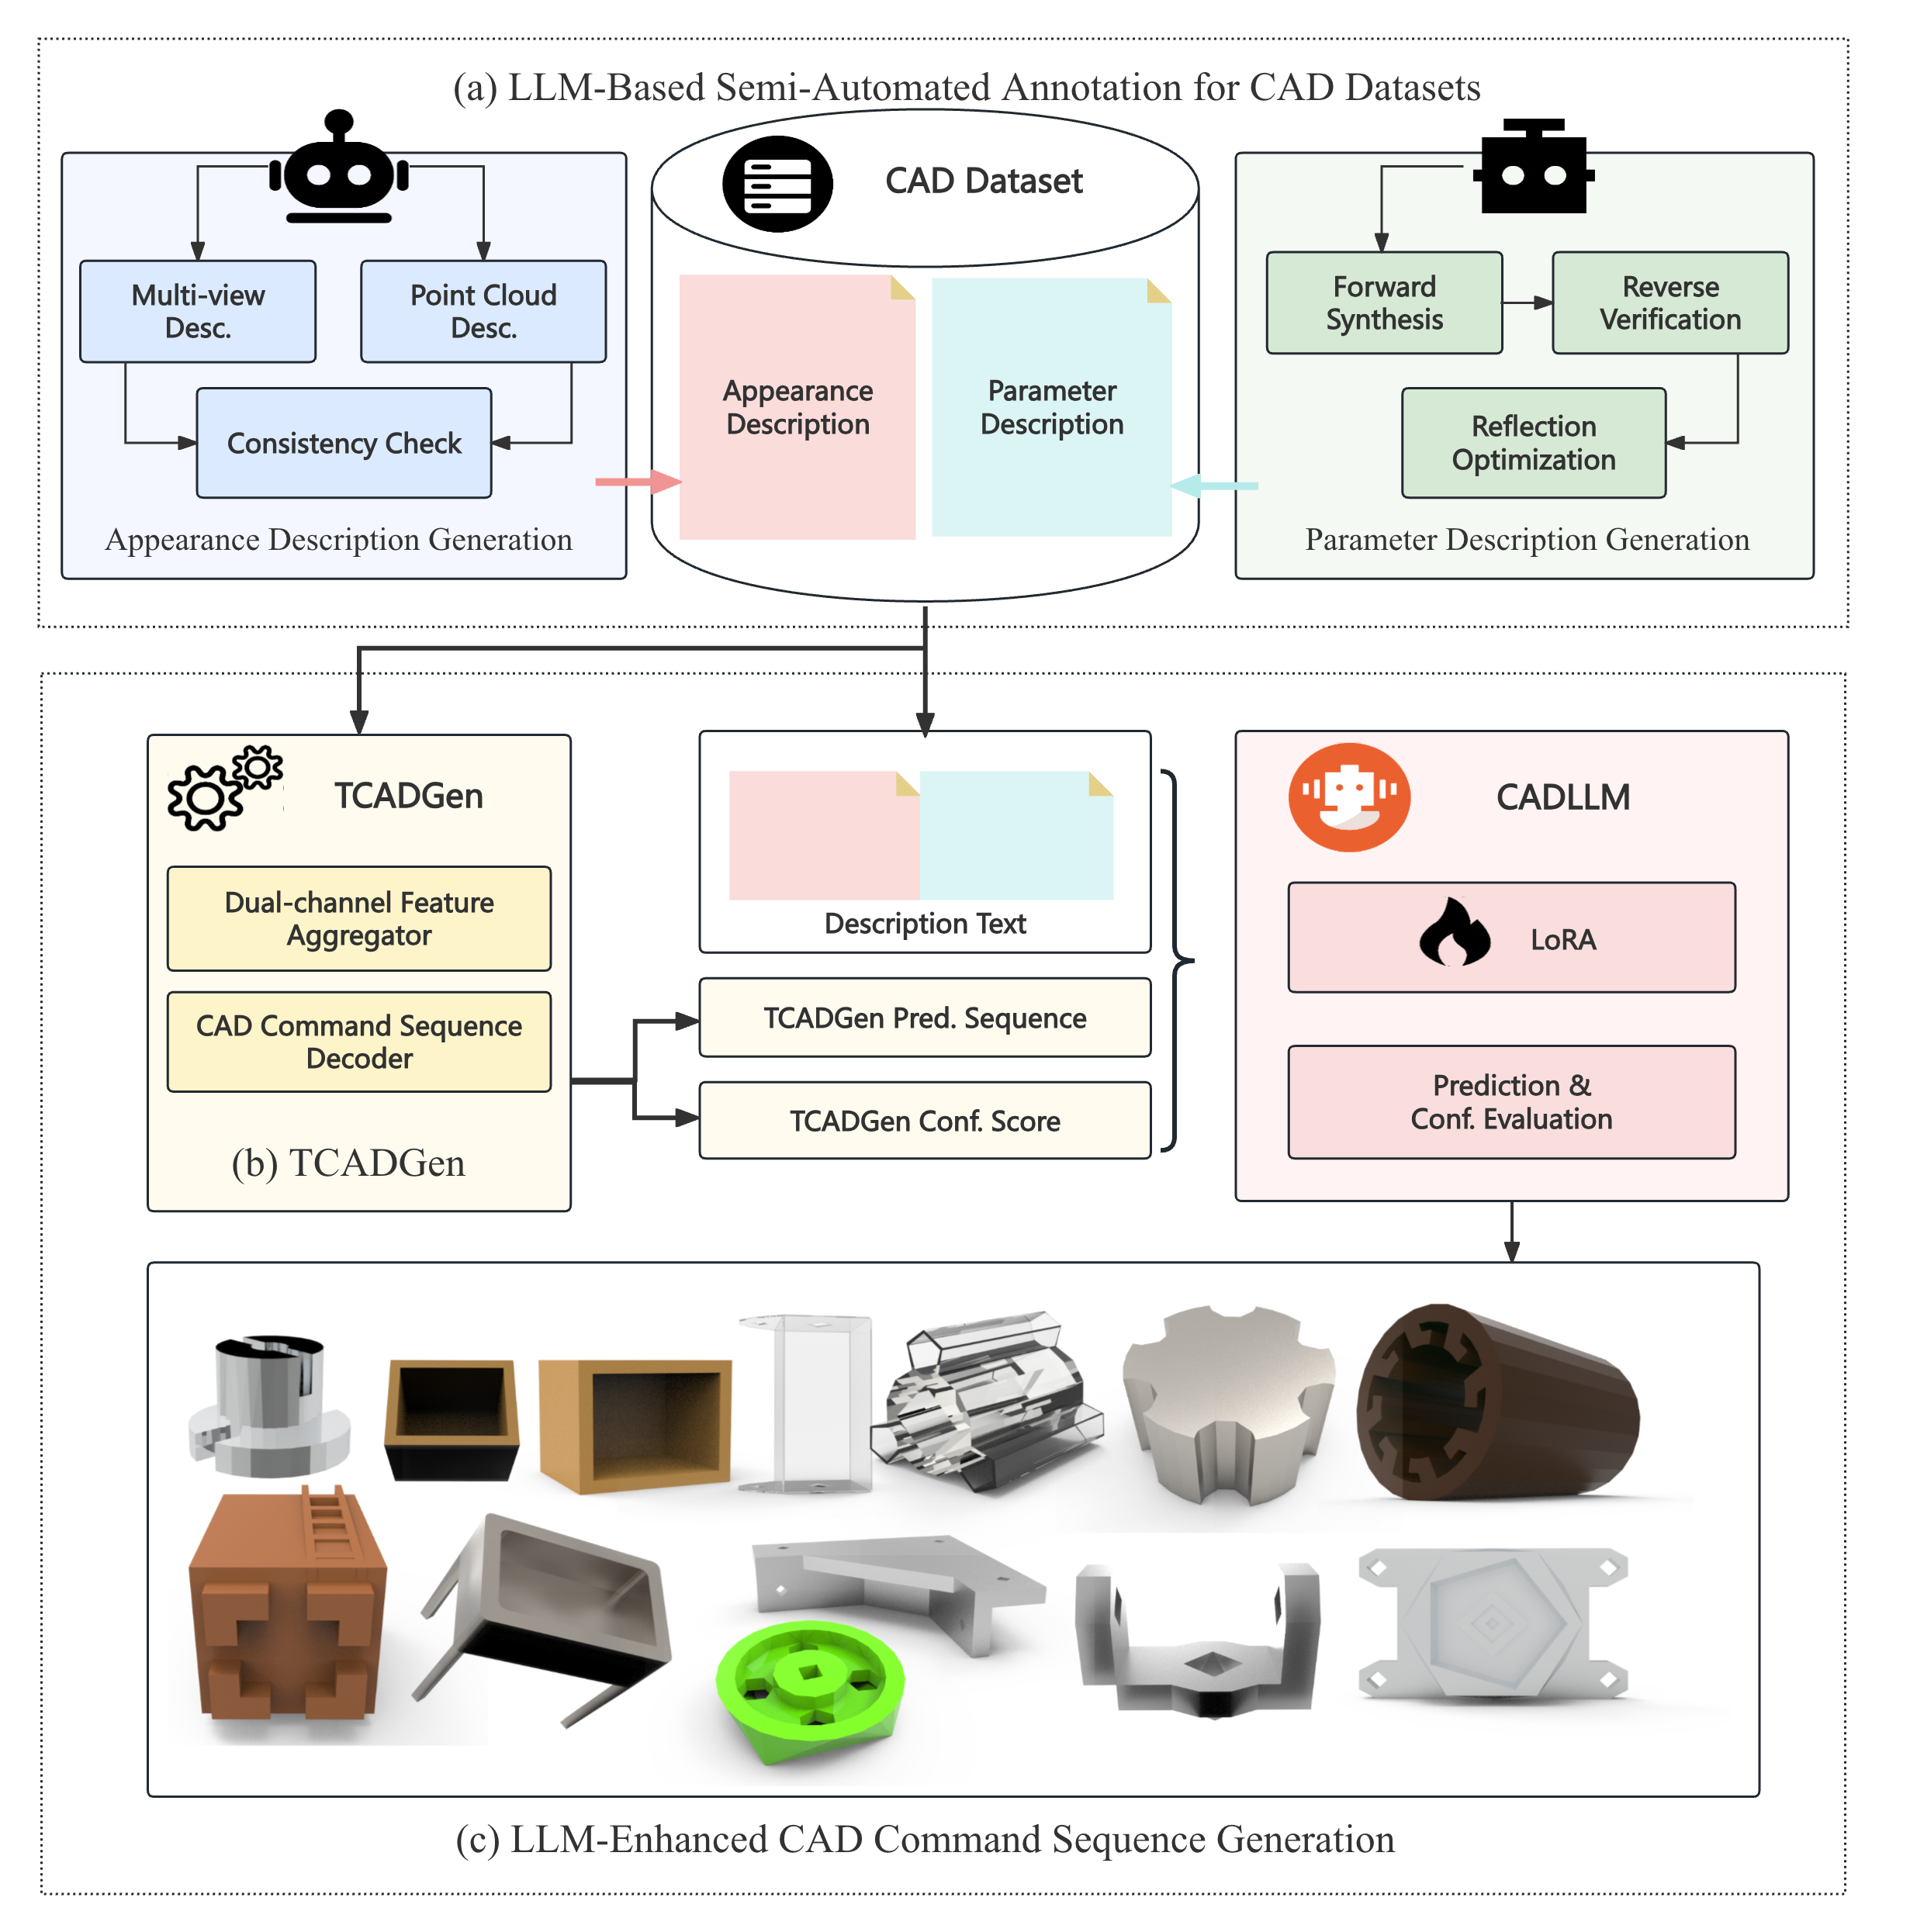 (a) LLM-Based Semi-Automated Annotation for CAD Datasets
CAD Dataset
Multi-view
Desc.
Point Cloud
Desc.
Consistency Check
Appearance Description Generation
Appearance
Description
Parameter
Description
Forward
Synthesis
Reverse
Verification
Reflection
Optimization
Parameter Description Generation
TCADGen
Dual-channel Feature
Aggregator
CAD Command Sequence
Decoder
(b) TCADGen
Description Text
TCADGen Pred. Sequence
TCADGen Conf. Score
CADLLM
LoRA
Prediction &
Conf. Evaluation
(c) LLM-Enhanced CAD Command Sequence Generation